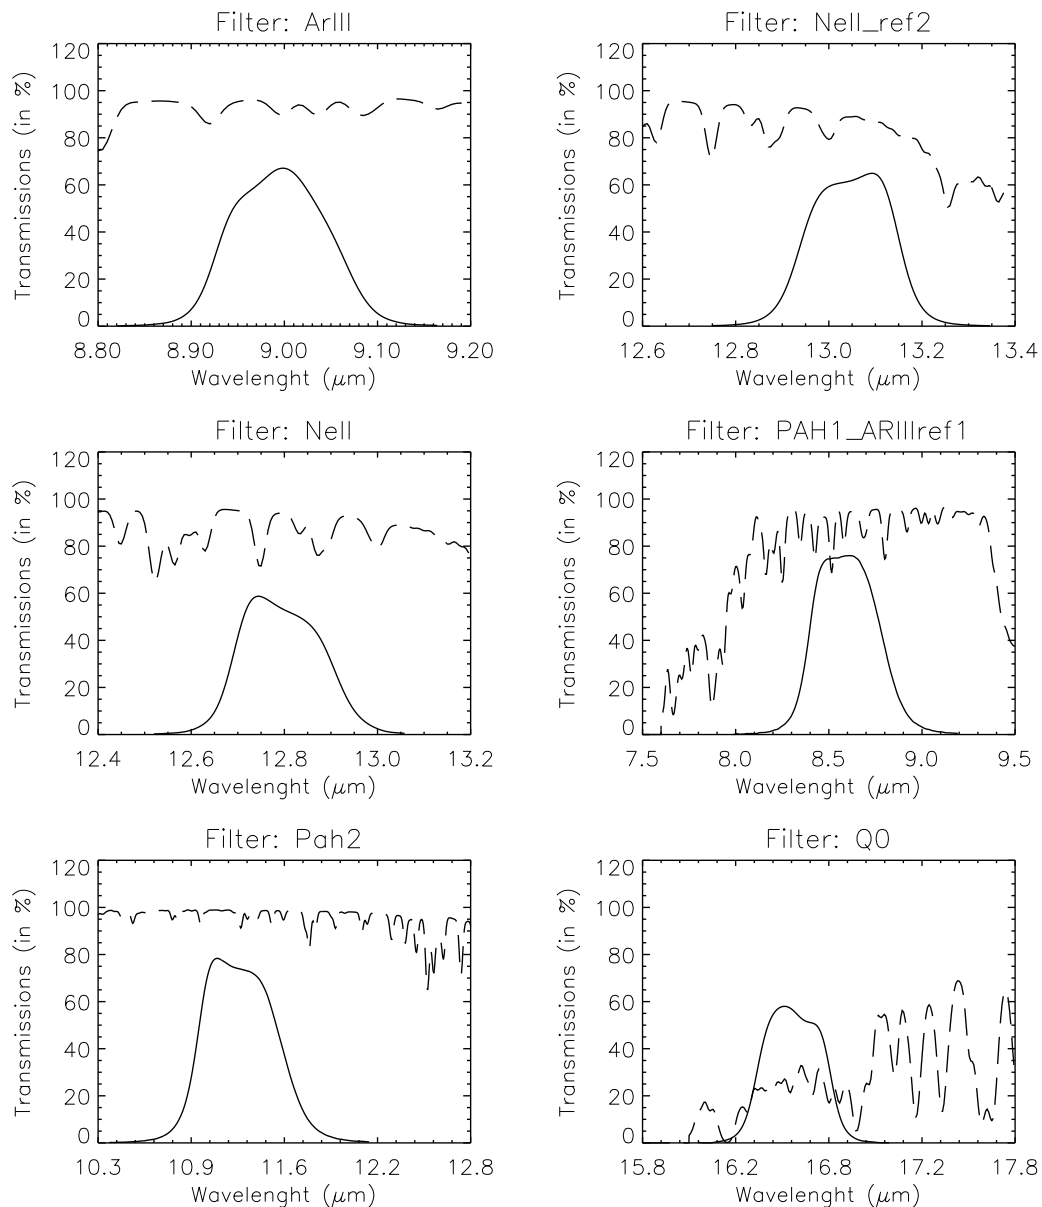 Filter: ArIII
Transmissions (in %)
120
100
80
60
40
20
0
8.80 8.90 9.00 9.10 9.20
Wavelenght (μm)
Filter: NeII_ref2
Transmissions (in %)
120
100
80
60
40
20
0
12.6 12.8 13.0 13.2 13.4
Wavelenght (μm)
Filter: NeII
Transmissions (in %)
120
100
80
60
40
20
0
12.4 12.6 12.8 13.0 13.2
Wavelenght (μm)
Filter: PAH1_ARIIIref1
Transmissions (in %)
120
100
80
60
40
20
0
7.5 8.0 8.5 9.0 9.5
Wavelenght (μm)
Filter: Pah2
Transmissions (in %)
120
100
80
60
40
20
0
10.3 10.9 11.6 12.2 12.8
Wavelenght (μm)
Filter: Q0
Transmissions (in %)
120
100
80
60
40
20
0
15.8 16.2 16.8 17.2 17.8
Wavelenght (μm)